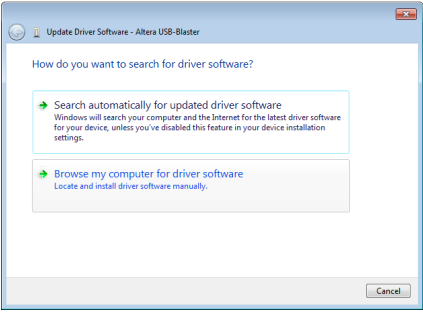 Update Driver Software - Altera USB-Blaster
How do you want to search for driver software?
Search automatically for updated driver software
Windows will search your computer and the Internet for the latest driver software
for your device, unless you've disabled this feature in your device installation
settings.
Browse my computer for driver software
Locate and install driver software manually.
Cancel